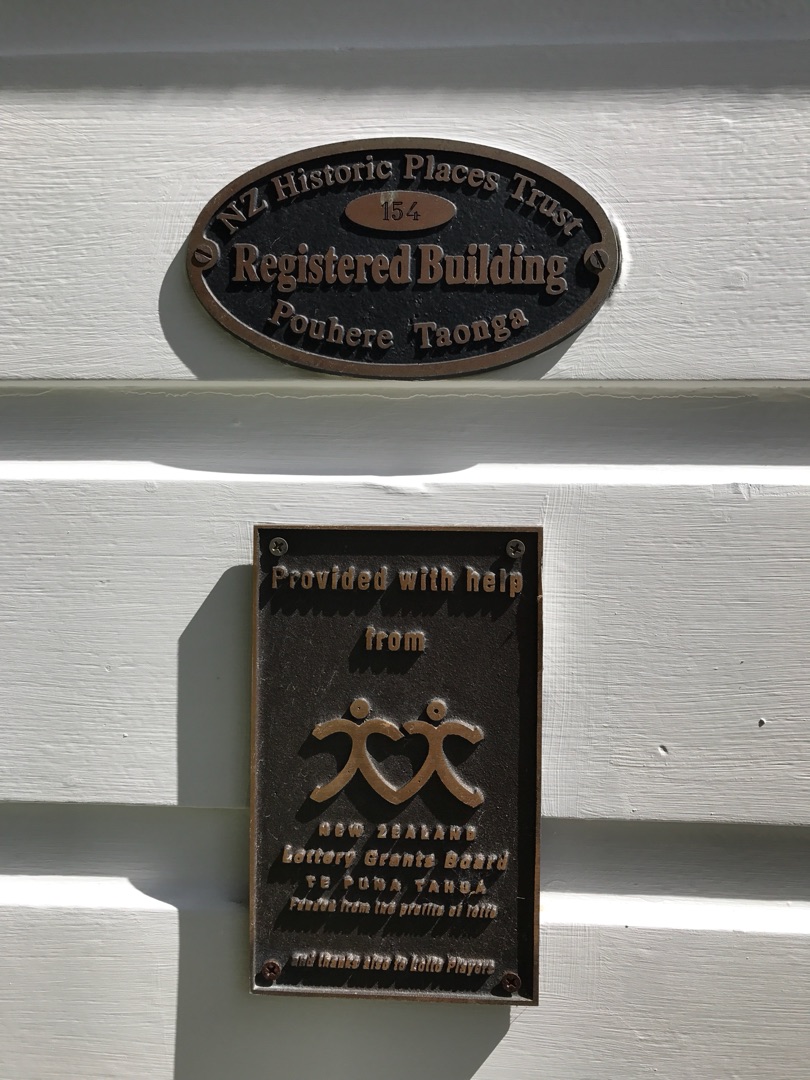 NZ Historic Places Trust
154
Registered Building
Pouhere Taonga
Provided with help
from
NEW ZEALAND
Lottery Grants Board
TE PUNA TAHUA
Funded from the profits of lotto
and thanks also to Lotto Players